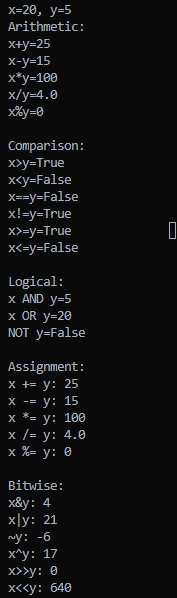 x=20, y=5
Arithmetic:
x+y=25
x-y=15
x*y=100
x/y=4.0
x%y=0
Comparison:
x>y=True
x<y=False
x==y=False
x!=y=True
x>=y=True
x<=y=False
Logical:
x AND y=5
x OR y=20
NOT y=False
Assignment:
x += y: 25
x -= y: 15
x *= y: 100
x /= y: 4.0
x %= y: 0
Bitwise:
x&y: 4
x|y: 21
~y: -6
x^y: 17
x>>y: 0
x<<y: 640